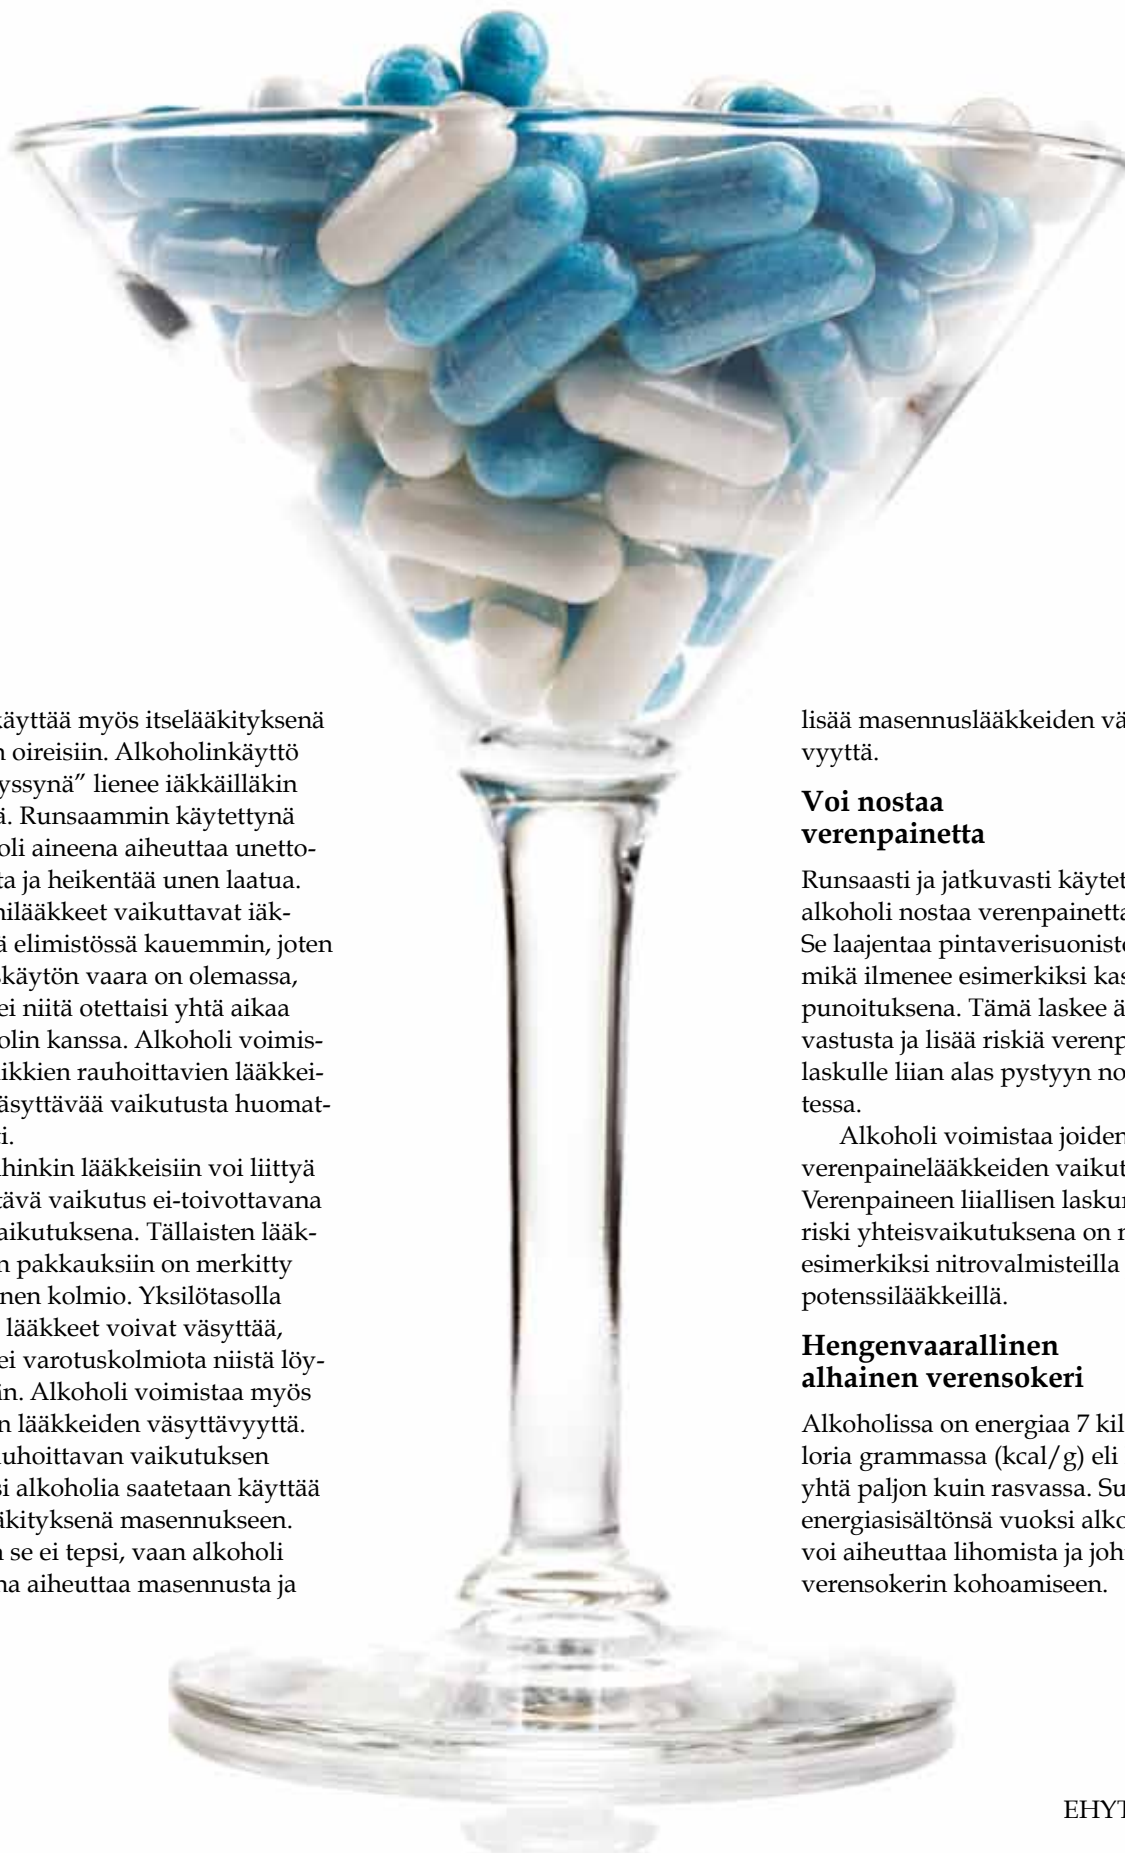 käyttää myös itselääkityksenä
n oireisiin. Alkoholinkäyttö
yssynä” lienee iäkkäilläkin
ä. Runsaammin käytettynä
oli aineena aiheuttaa unetto-
ta ja heikentää unen laatua.
nilääkkeet vaikuttavat iäk-
ä elimistössä kauemmin, joten
skäytön vaara on olemassa,
ei niitä otettaisi yhtä aikaa
olin kanssa. Alkoholi voimis-
ikkien rauhoittavien lääkkei-
äsyttävää vaikutusta huomat-
ti.
ihinkin lääkkeisiin voi liittyä
tävä vaikutus ei-toivottavana
aikutuksena. Tällaisten lääk-
n pakkauksiin on merkitty
nen kolmio. Yksilötasolla
lääkkeet voivat väsyttää,
ei varotuskolmiota niistä löy-
in. Alkoholi voimistaa myös
n lääkkeiden väsyttävyyttä.
uhoittavan vaikutuksen
si alkoholia saatetaan käyttää
äkityksenä masennukseen.
n se ei tepsi, vaan alkoholi
na aiheuttaa masennusta ja
lisää masennuslääkkeiden vä
vyyttä.
Voi nostaa
verenpainetta
Runsaasti ja jatkuvasti käytet
alkoholi nostaa verenpainetta
Se laajentaa pintaverisuonisto
mikä ilmenee esimerkiksi kas
punoituksena. Tämä laskee ä
vastusta ja lisää riskiä verenp
laskulle liian alas pystyyn no
tessa.
Alkoholi voimistaa joiden
verenpainelääkkeiden vaikut
Verenpaineen liiallisen laskun
riski yhteisvaikutuksena on
esimerkiksi nitrovalmisteilla
potenssilääkkeillä.
Hengenvaarallinen
alhainen verensokeri
Alkoholissa on energiaa 7 kil
loria grammassa (kcal/g) eli
yhtä paljon kuin rasvassa. Su
energiasisältönsä vuoksi alko
voi aiheuttaa lihomista ja joh
verensokerin kohoamiseen.
EHYT